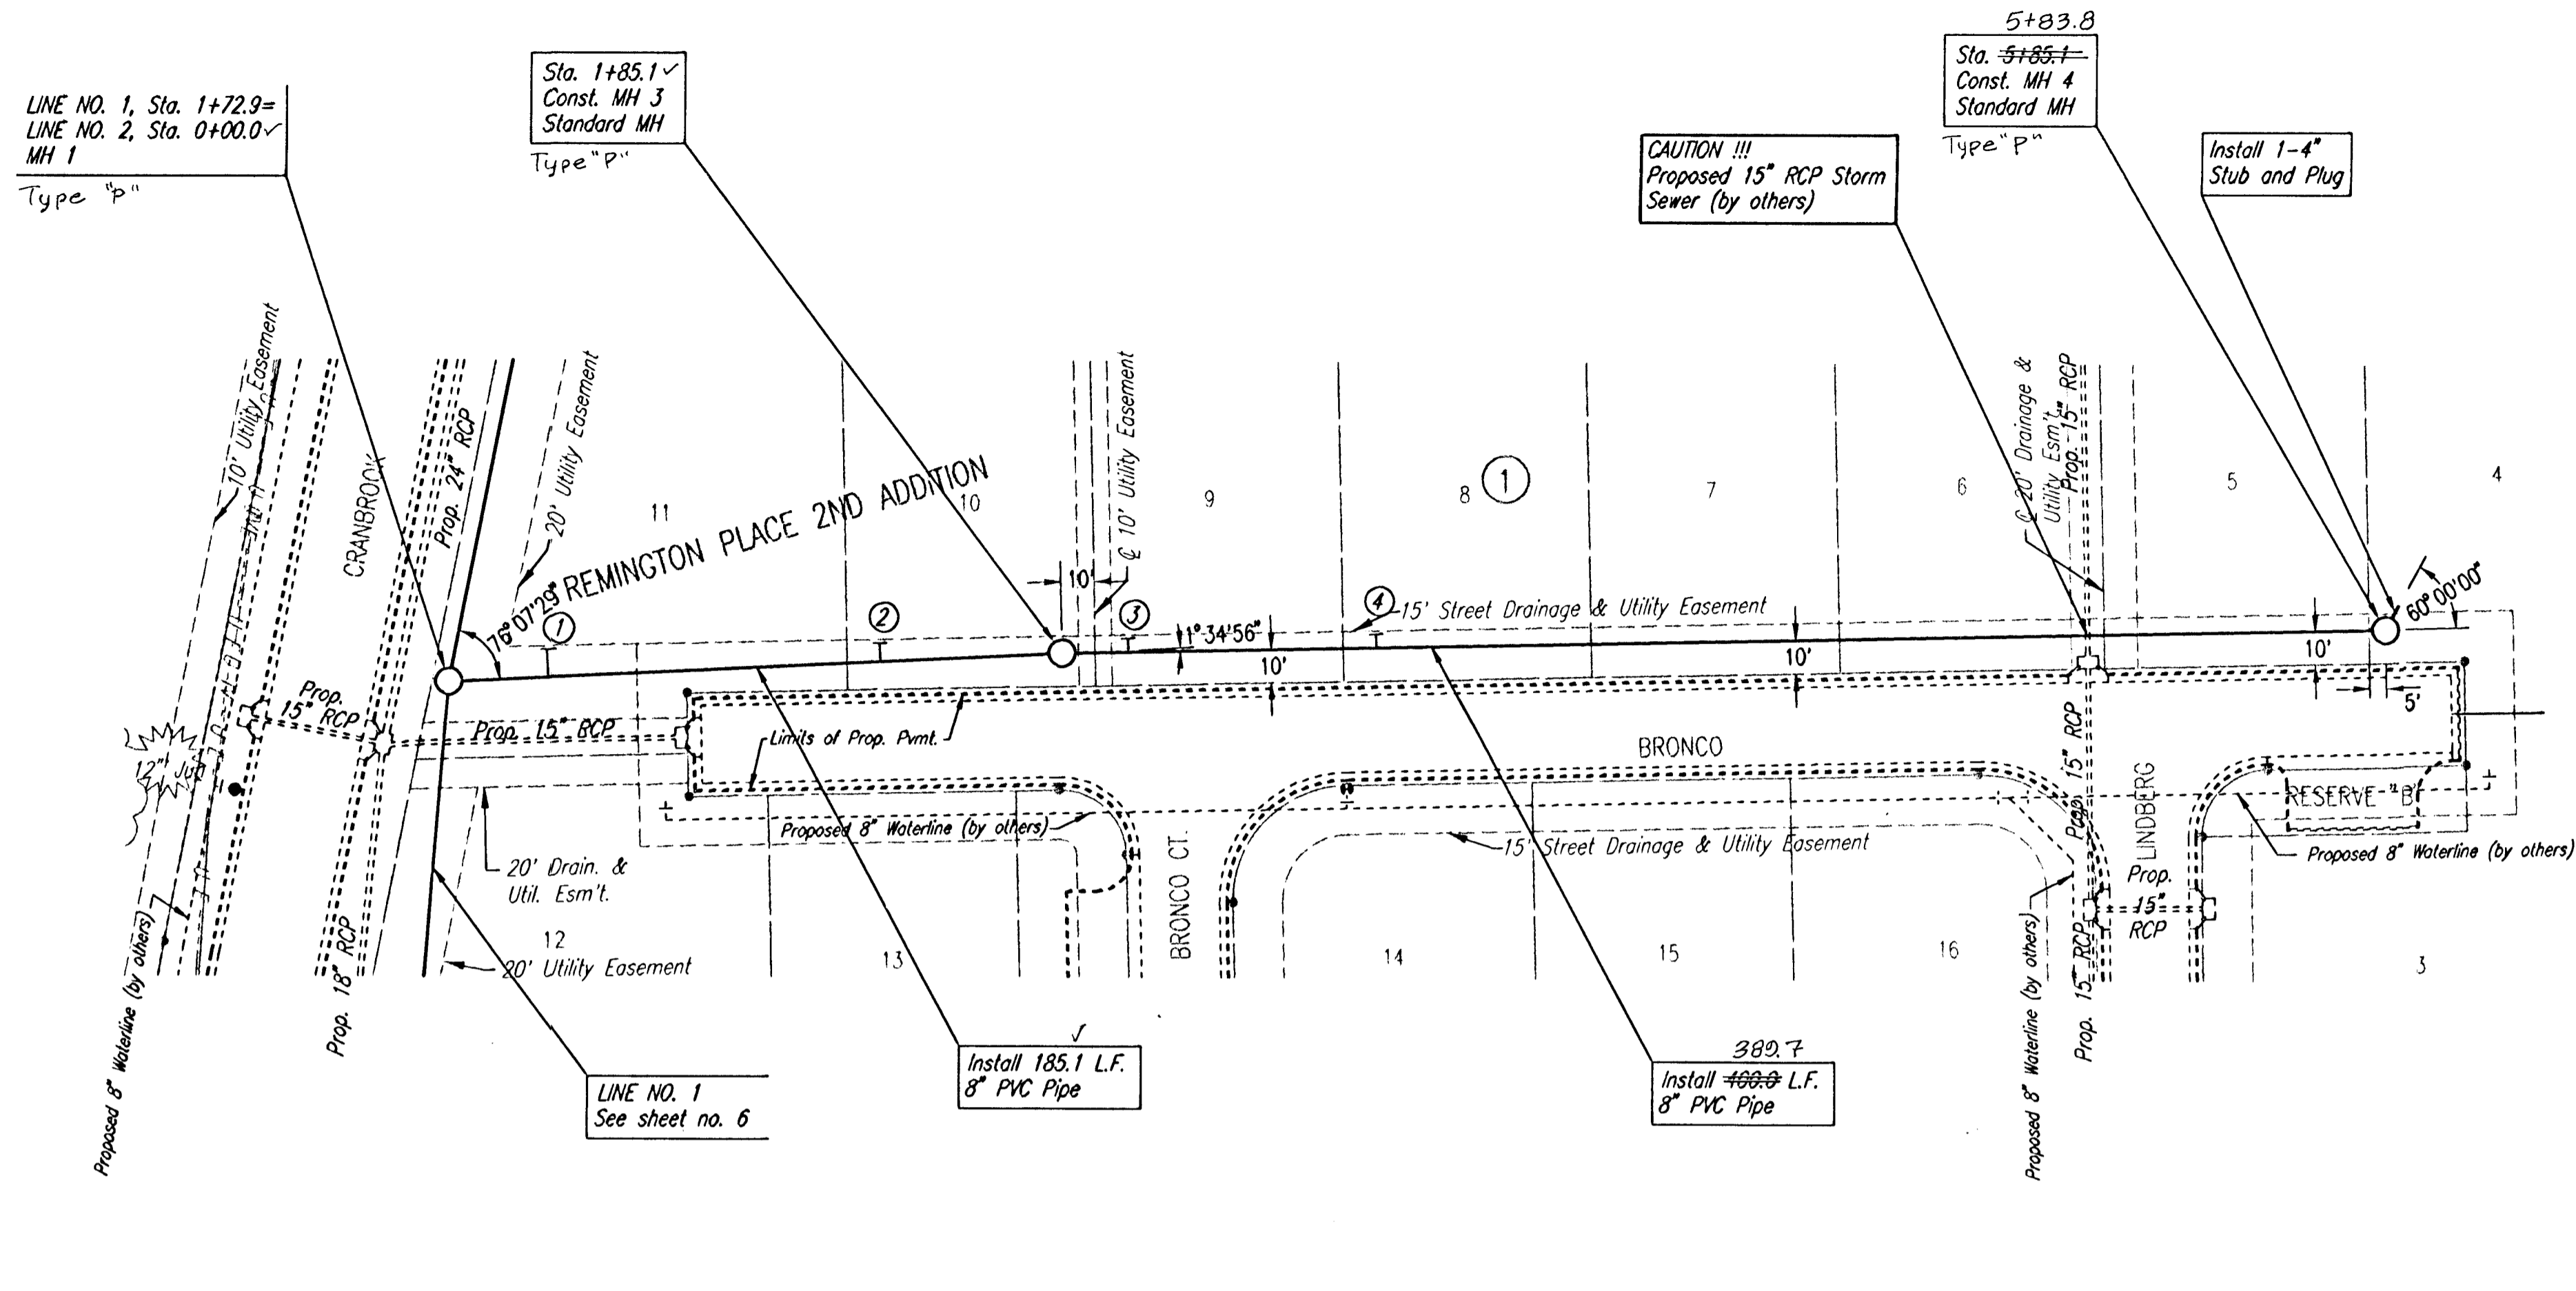 5+83.8
Sta. 5+85.1
Const. MH 4
Standard MH
Type "P"
Sta. 1+85.1✓
Const. MH 3
Standard MH
Type "P"
LINE NO. 1, Sta. 1+72.9=
LINE NO. 2, Sta. 0+00.0✓
MH 1
Type "P"
CAUTION !!!
Proposed 15" RCP Storm
Sewer (by others)
Install 1-4"
Stub and Plug
10' Utility Easement
CRANBROOK
Prop. 24" RCP
20' Utility Easement
REMINGTON PLACE 2ND ADDITION
76°07'29"
11
10
℄ 10' Utility Easement
9
8
1
7
6
℄ 20' Drainage &
Utility Esm't.
Prop. 15" RCP
5
4
60°00'00"
1
2
10'
3
4
15' Street Drainage & Utility Easement
1°34'56"
10'
10'
10'
5'
Prop.
15" RCP
Prop. 15" RCP
Limits of Prop. Pvmt.
BRONCO
Prop. 15" RCP
LINDBERG
12"
RESERVE "B"
Proposed 8" Waterline (by others)
15' Street Drainage & Utility Easement
Proposed 8" Waterline (by others)
20' Drain. &
Util. Esm't.
BRONCO CT.
Prop.
15"
RCP
12
20' Utility Easement
13
14
15
16
3
Proposed 8" Waterline (by others)
Prop. 18" RCP
Proposed 8" Waterline (by others)
Prop. 15" RCP
✓
Install 185.1 L.F.
8" PVC Pipe
389.7
Install 400.0 L.F.
8" PVC Pipe
LINE NO. 1
See sheet no. 6